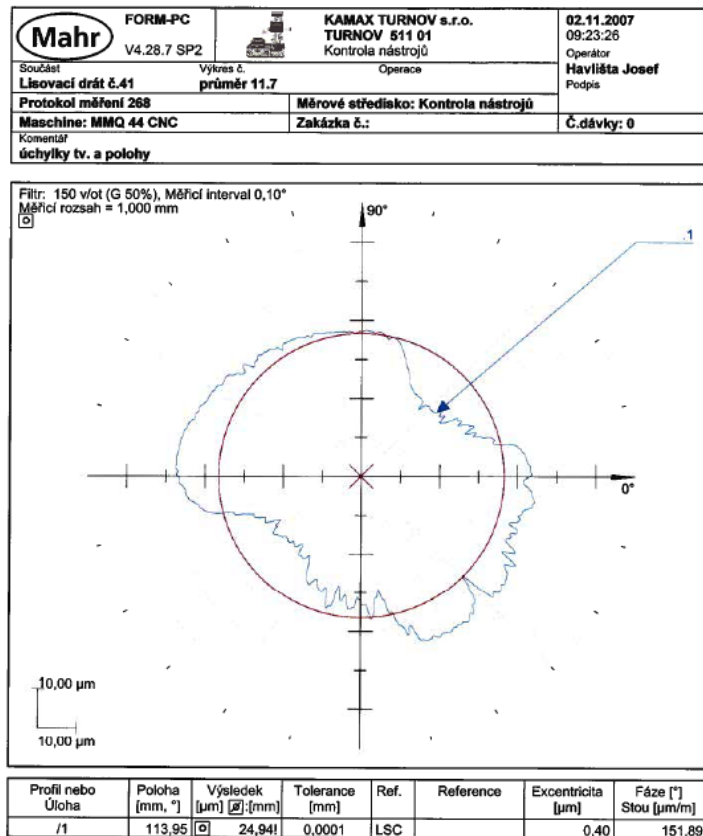 Mahr
FORM-PC
V4.28.7 SP2
KAMAX TURNOV s.r.o.
TURNOV 511 01
Kontrola nástrojů
02.11.2007
09:23:26
Operátor
Havlišta Josef
Podpis
Součást
Lisovací drát č.41
Výkres č.
průměr 11.7
Operace
Protokol měření 268
Měrové středisko: Kontrola nástrojů
Maschine: MMQ 44 CNC
Zakázka č.:
Č.dávky: 0
Komentář
úchylky tv. a polohy
Filtr: 150 v/ot (G 50%), Měřicí interval 0,10°
Měřicí rozsah = 1,000 mm
90°
.1
0°
10,00 µm
10,00 µm
Profil nebo Úloha
Poloha [mm, °]
Výsledek [µm] :[mm]
Tolerance [mm]
Ref.
Reference
Excentricita [µm]
Fáze [°] Stou [µm/m]
/1
113,95
24,94!
0,0001
LSC
0,40
151,89